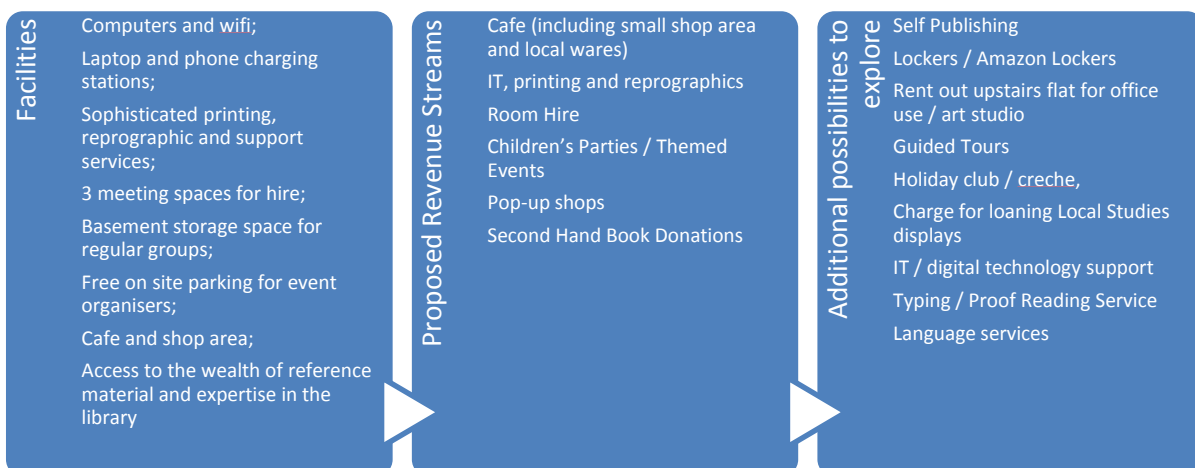 Facilities
Computers and wifi;
Laptop and phone charging
stations;
Sophisticated printing,
reprographic and support
services;
3 meeting spaces for hire;
Basement storage space for
regular groups;
Free on site parking for event
organisers;
Cafe and shop area;
Access to the wealth of reference
material and expertise in the
library
Proposed Revenue Streams
Cafe (including small shop area
and local wares)
IT, printing and reprographics
Room Hire
Children's Parties / Themed
Events
Pop-up shops
Second Hand Book Donations
Additional possibilities to
explore
Self Publishing
Lockers / Amazon Lockers
Rent out upstairs flat for office
use / art studio
Guided Tours
Holiday club / creche,
Charge for loaning Local Studies
displays
IT / digital technology support
Typing / Proof Reading Service
Language services